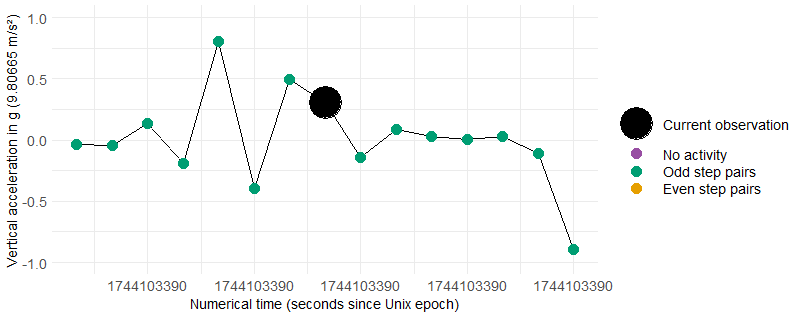 Vertical acceleration in g (9.80665 m/s²)
1.0
0.5
0.0
-0.5
-1.0
1744103390 1744103390 1744103390 1744103390 1744103390
Numerical time (seconds since Unix epoch)
Current observation
No activity
Odd step pairs
Even step pairs